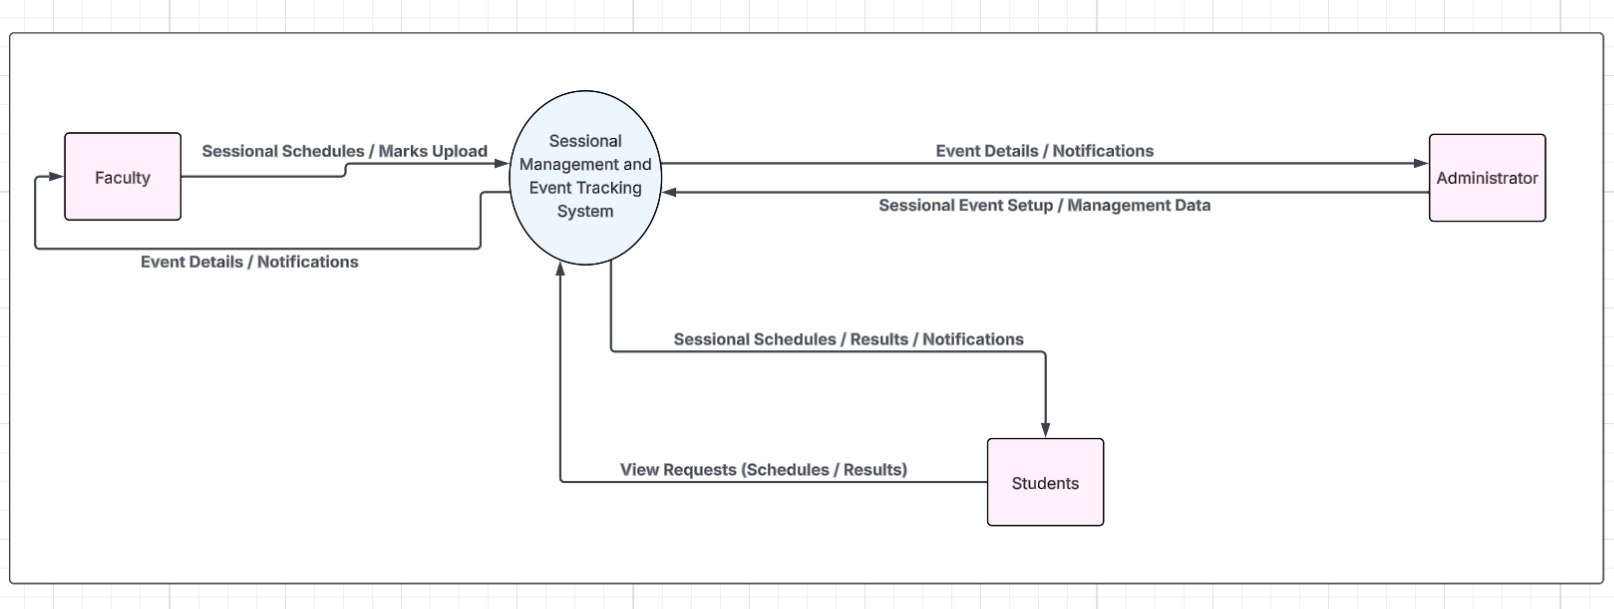 Sessional Schedules / Marks Upload
Faculty
Event Details / Notifications
Sessional
Management and
Event Tracking
System
Event Details / Notifications
Administrator
Sessional Event Setup / Management Data
Sessional Schedules / Results / Notifications
View Requests (Schedules / Results)
Students